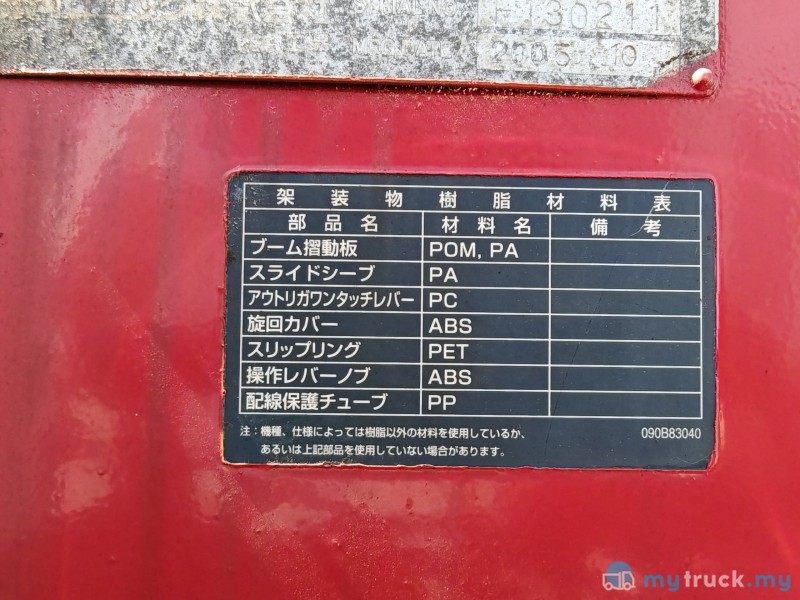 SERIAL NO.
F130211
MFG. DATE
2005 10
架装物樹脂材料表
部品名 材料名 備考
ブーム摺動板 POM, PA
スライドシーブ PA
アウトリガワンタッチレバー PC
旋回カバー ABS
スリップリング PET
操作レバーノブ ABS
配線保護チューブ PP
注：機種、仕様によっては樹脂以外の材料を使用しているか、 090B83040
あるいは上記部品を使用していない場合があります。
mytruck.my